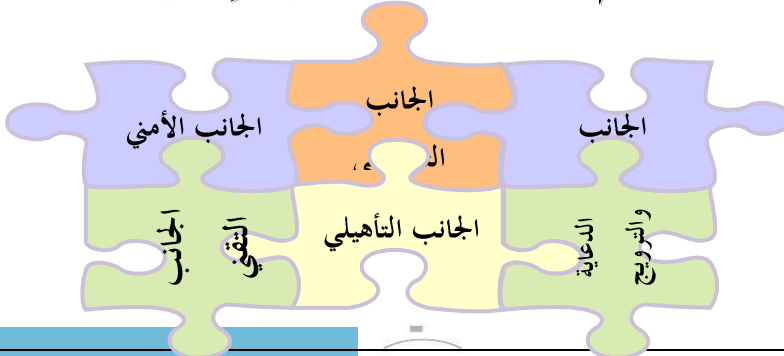 الجانب
الجانب
الجانب الأمني
الجانب التأهيلي
الدعاية
والترويج
الجانب
التقني